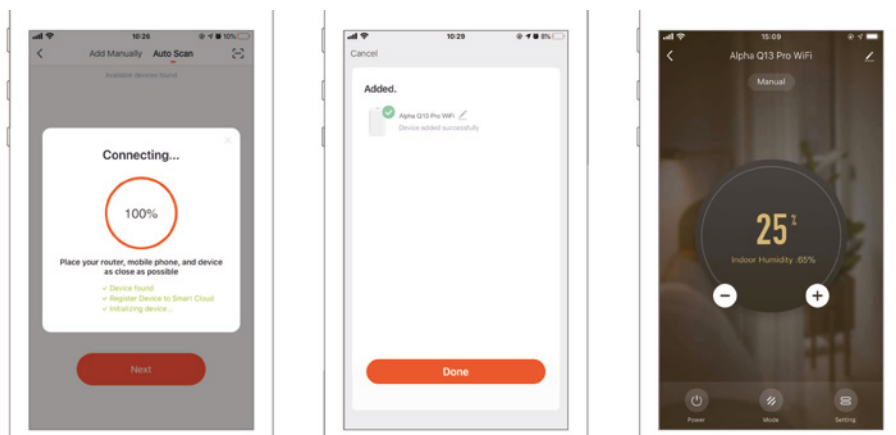 10:26
10%
Add Manually Auto Scan
Available devices found
Connecting...
100%
Place your router, mobile phone, and device
as close as possible
✓ Device found
✓ Register Device to Smart Cloud
✓ Initializing device...
Next
10:29
8%
Cancel
Added.
Alpha Q13 Pro WiFi
Device added successfully
Done
15:09
Alpha Q13 Pro WiFi
Manual
25%
Indoor Humidity :65%
Power Mode Setting